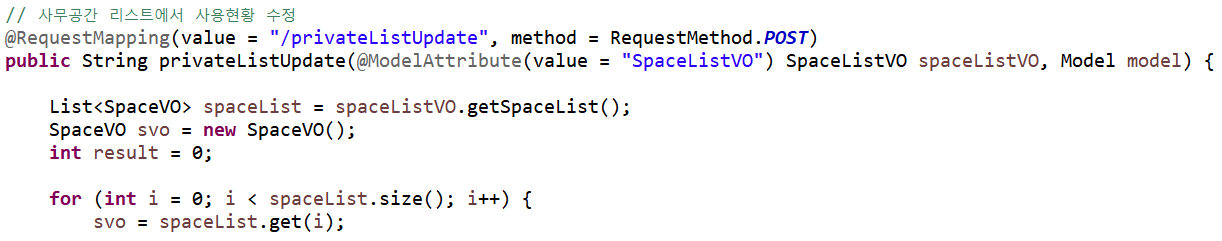 // 사무공간 리스트에서 사용현황 수정
@RequestMapping(value = "/privateListUpdate", method = RequestMethod.POST)
public String privateListUpdate(@ModelAttribute(value = "SpaceListVO") SpaceListVO spaceListVO, Model model) {
List<SpaceVO> spaceList = spaceListVO.getSpaceList();
SpaceVO svo = new SpaceVO();
int result = 0;
for (int i = 0; i < spaceList.size(); i++) {
svo = spaceList.get(i);